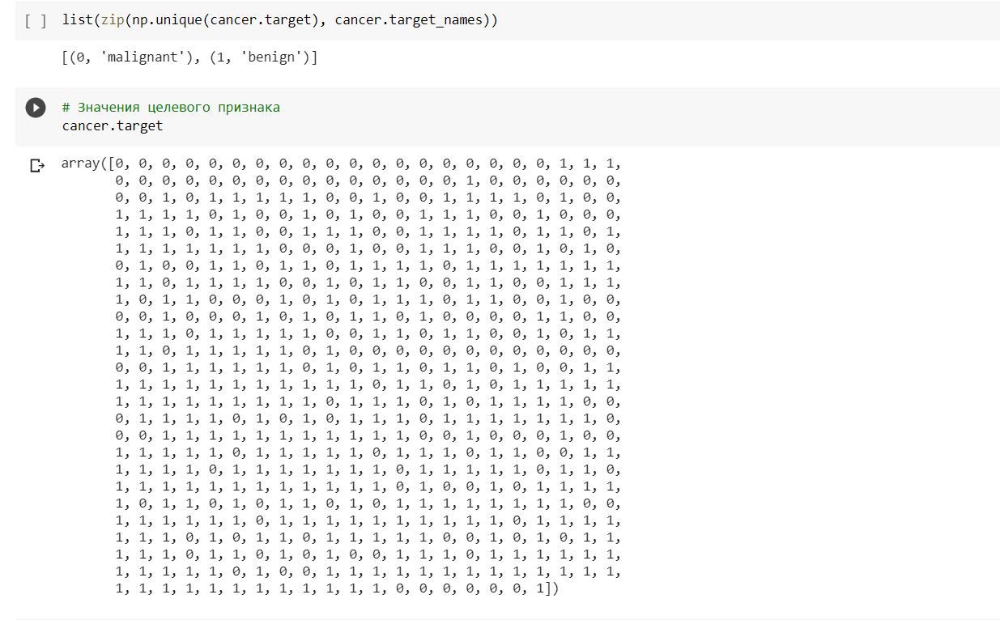 [ ] list(zip(np.unique(cancer.target), cancer.target_names))
[(0, 'malignant'), (1, 'benign')]
# Значения целевого признака
cancer.target
array([0, 0, 0, 0, 0, 0, 0, 0, 0, 0, 0, 0, 0, 0, 0, 0, 0, 0, 0, 1, 1, 1,
0, 0, 0, 0, 0, 0, 0, 0, 0, 0, 0, 0, 0, 0, 0, 1, 0, 0, 0, 0, 0, 0,
0, 0, 1, 0, 1, 1, 1, 1, 1, 0, 0, 1, 0, 0, 1, 1, 1, 1, 0, 1, 0, 0,
1, 1, 1, 1, 0, 1, 0, 0, 1, 0, 1, 0, 0, 1, 1, 1, 0, 0, 1, 0, 0, 0,
1, 1, 1, 0, 1, 1, 0, 0, 1, 1, 1, 0, 0, 1, 1, 1, 1, 0, 1, 1, 0, 1,
1, 1, 1, 1, 1, 1, 1, 0, 0, 0, 1, 0, 0, 1, 1, 1, 0, 0, 1, 0, 1, 0,
0, 1, 0, 0, 1, 1, 0, 1, 1, 0, 1, 1, 1, 1, 0, 1, 1, 1, 1, 1, 1, 1,
1, 1, 0, 1, 1, 1, 1, 0, 0, 1, 0, 1, 1, 0, 0, 1, 1, 0, 0, 1, 1, 1,
1, 0, 1, 1, 0, 0, 0, 1, 0, 1, 0, 1, 1, 1, 0, 1, 1, 0, 0, 1, 0, 0,
0, 0, 1, 0, 0, 0, 1, 0, 1, 0, 1, 1, 0, 1, 0, 0, 0, 0, 1, 1, 0, 0,
1, 1, 1, 0, 1, 1, 1, 1, 1, 0, 0, 1, 1, 0, 1, 1, 0, 0, 1, 0, 1, 1,
1, 1, 0, 1, 1, 1, 1, 1, 0, 1, 0, 0, 0, 0, 0, 0, 0, 0, 0, 0, 0, 0,
0, 0, 1, 1, 1, 1, 1, 1, 0, 1, 0, 1, 1, 0, 1, 1, 0, 1, 0, 0, 1, 1,
1, 1, 1, 1, 1, 1, 1, 1, 1, 1, 1, 0, 1, 1, 0, 1, 0, 1, 1, 1, 1, 1,
1, 1, 1, 1, 1, 1, 1, 1, 1, 0, 1, 1, 1, 0, 1, 0, 1, 1, 1, 1, 0, 0,
0, 1, 1, 1, 1, 0, 1, 0, 1, 0, 1, 1, 1, 0, 1, 1, 1, 1, 1, 1, 1, 0,
0, 0, 1, 1, 1, 1, 1, 1, 1, 1, 1, 1, 1, 0, 0, 1, 0, 0, 0, 1, 0, 0,
1, 1, 1, 1, 1, 0, 1, 1, 1, 1, 1, 0, 1, 1, 1, 0, 1, 1, 0, 0, 1, 1,
1, 1, 1, 1, 0, 1, 1, 1, 1, 1, 1, 1, 0, 1, 1, 1, 1, 1, 0, 1, 1, 0,
1, 1, 1, 1, 1, 1, 1, 1, 1, 1, 1, 1, 0, 1, 0, 0, 1, 0, 1, 1, 1, 1,
1, 0, 1, 1, 0, 1, 0, 1, 1, 0, 1, 0, 1, 1, 1, 1, 1, 1, 1, 1, 0, 0,
1, 1, 1, 1, 1, 1, 0, 1, 1, 1, 1, 1, 1, 1, 1, 1, 1, 0, 1, 1, 1, 1,
1, 1, 1, 0, 1, 0, 1, 1, 0, 1, 1, 1, 1, 1, 0, 0, 1, 0, 1, 0, 1, 1,
1, 1, 1, 0, 1, 1, 0, 1, 0, 1, 0, 0, 1, 1, 1, 0, 1, 1, 1, 1, 1, 1,
1, 1, 1, 1, 1, 0, 1, 0, 0, 1, 1, 1, 1, 1, 1, 1, 1, 1, 1, 1, 1, 1,
1, 1, 1, 1, 1, 1, 1, 1, 1, 1, 1, 1, 0, 0, 0, 0, 0, 0, 1])